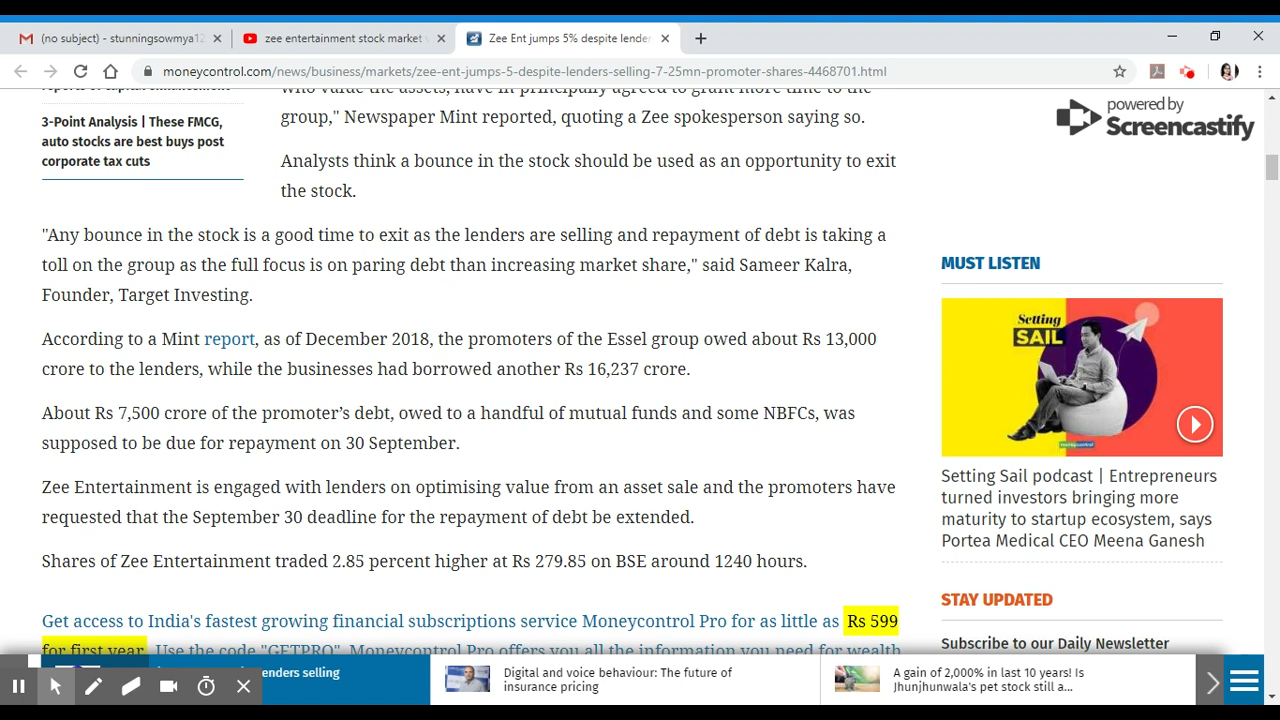 (no subject) - stunningsowmya12
zee entertainment stock market v
Zee Ent jumps 5% despite lender
moneycontrol.com/news/business/markets/zee-ent-jumps-5-despite-lenders-selling-7-25mn-promoter-shares-4468701.html
reports of capital enhancement
3-Point Analysis | These FMCG,
auto stocks are best buys post
corporate tax cuts
who value the assets, have in principally agreed to grant more time to the
group," Newspaper Mint reported, quoting a Zee spokesperson saying so.
Analysts think a bounce in the stock should be used as an opportunity to exit
the stock.
"Any bounce in the stock is a good time to exit as the lenders are selling and repayment of debt is taking a
toll on the group as the full focus is on paring debt than increasing market share," said Sameer Kalra,
Founder, Target Investing.
According to a Mint report, as of December 2018, the promoters of the Essel group owed about Rs 13,000
crore to the lenders, while the businesses had borrowed another Rs 16,237 crore.
About Rs 7,500 crore of the promoter's debt, owed to a handful of mutual funds and some NBFCs, was
supposed to be due for repayment on 30 September.
Zee Entertainment is engaged with lenders on optimising value from an asset sale and the promoters have
requested that the September 30 deadline for the repayment of debt be extended.
Shares of Zee Entertainment traded 2.85 percent higher at Rs 279.85 on BSE around 1240 hours.
Get access to India's fastest growing financial subscriptions service Moneycontrol Pro for as little as Rs 599
for first year. Use the code "GETPRO". Moneycontrol Pro offers you all the information you need for wealth
powered by
Screencastify
MUST LISTEN
Setting
SAIL
moneycontrol
Setting Sail podcast | Entrepreneurs
turned investors bringing more
maturity to startup ecosystem, says
Portea Medical CEO Meena Ganesh
STAY UPDATED
Subscribe to our Daily Newsletter
enders selling
Digital and voice behaviour: The future of
insurance pricing
A gain of 2,000% in last 10 years! Is
Jhunjhunwala's pet stock still a...